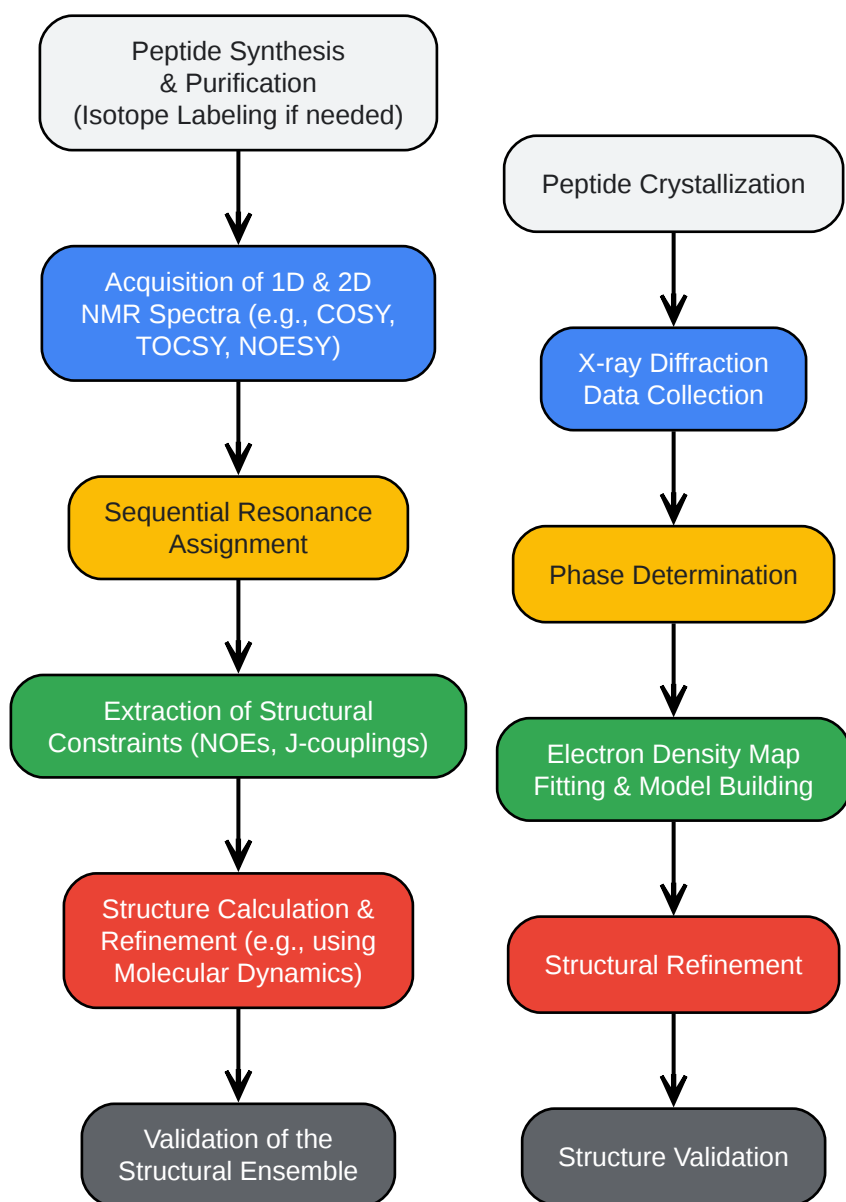 Peptide Synthesis
& Purification
(Isotope Labeling if needed)
Acquisition of 1D & 2D
NMR Spectra (e.g., COSY,
TOCSY, NOESY)
Sequential Resonance
Assignment
Extraction of Structural
Constraints (NOEs, J-couplings)
Structure Calculation &
Refinement (e.g., using
Molecular Dynamics)
Validation of the
Structural Ensemble
Peptide Crystallization
X-ray Diffraction
Data Collection
Phase Determination
Electron Density Map
Fitting & Model Building
Structural Refinement
Structure Validation